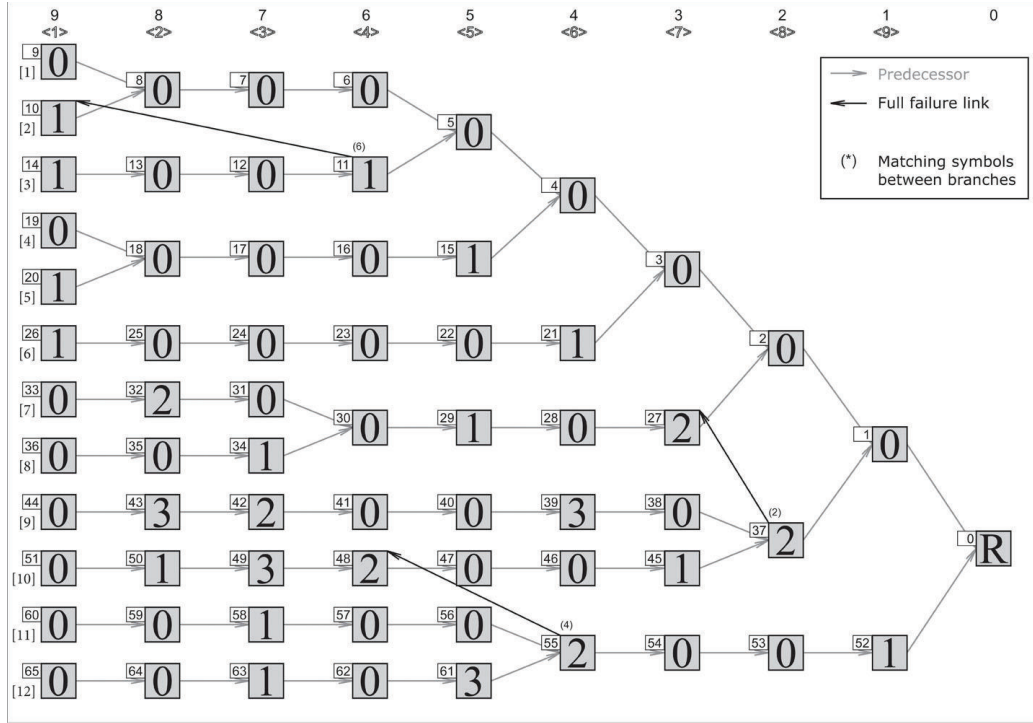 9 8 7 6 5 4 3 2 1 0
<1> <2> <3> <4> <5> <6> <7> <8> <9>
9 0 [1]
8 0 7 0 6 0
Predecessor
10 1 [2]
Full failure link
5 0
(6)
14 1 [3] 13 0 12 0 11 1
(*) Matching symbols
between branches
4 0
19 0 [4]
18 0 17 0 16 0 15 1
3 0
20 1 [5]
26 1 [6] 25 0 24 0 23 0 22 0 21 1
2 0
33 0 [7] 32 2 31 0
30 0 29 1 28 0 27 2
1 0
36 0 [8] 35 0 34 1
44 0 [9] 43 3 42 2 41 0 40 0 39 3 38 0
(2)
37 2
0 R
51 0 [10] 50 1 49 3 48 2 47 0 46 0 45 1
60 0 [11] 59 0 58 1 57 0 56 0
(4)
55 2 54 0 53 0 52 1
65 0 [12] 64 0 63 1 62 0 61 3